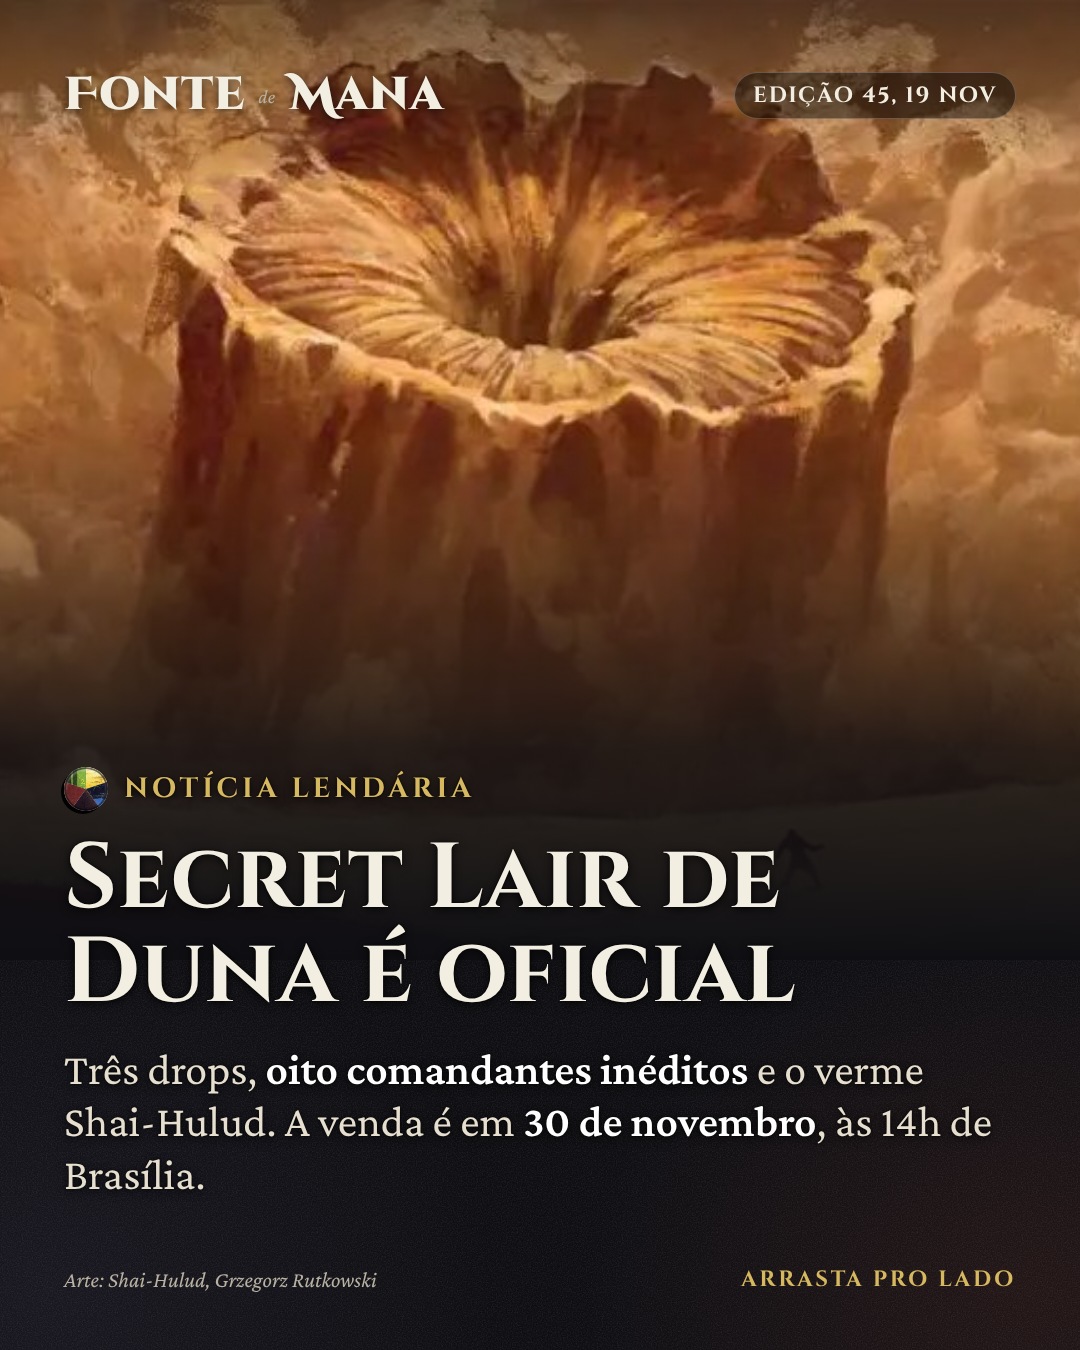 Fonte de Mana
EDIÇÃO 45, 19 NOV
NOTÍCIA LENDÁRIA
Secret Lair de
Duna é oficial
Três drops, oito comandantes inéditos e o verme
Shai-Hulud. A venda é em 30 de novembro, às 14h de
Brasília.
Arte: Shai-Hulud, Grzegorz Rutkowski
ARRASTA PRO LADO